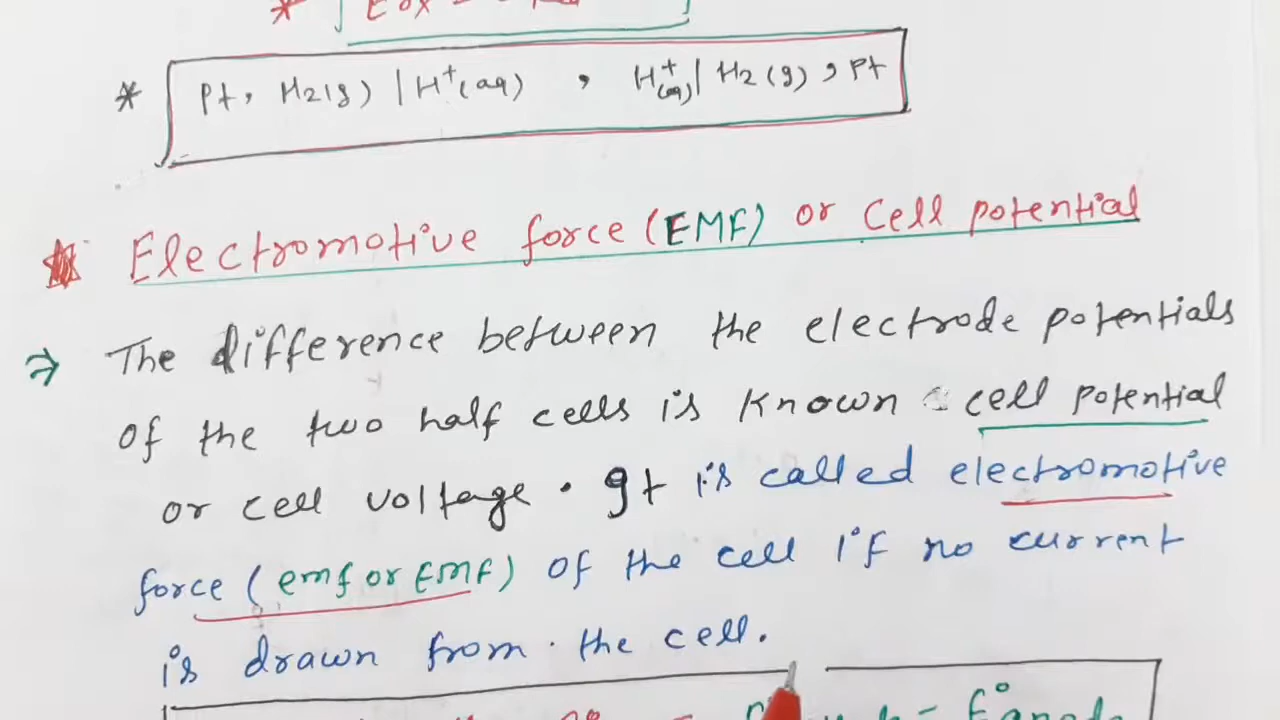 * Eox
* Pt, H2(g) | H+(aq) , H+(aq) | H2(g), Pt
Electromotive force (EMF) or Cell potential
⇒ The difference between the electrode potentials
of the two half cells is known cell potential
or cell voltage. It is called electromotive
force (emf or EMF) of the cell if no current
is drawn from the cell.
- E°